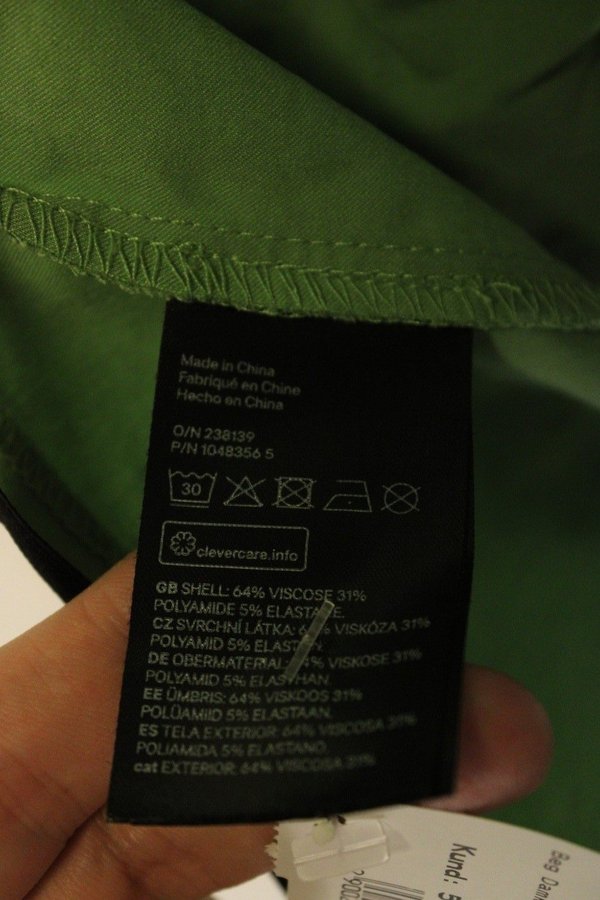 Made in China
Fabriqué en Chine
Hecho en China
O/N 238139
P/N 1048356 5
30
clevercare.info
GB SHELL: 64% VISCOSE 31%
POLYAMIDE 5% ELASTANE.
CZ SVRCHNÍ LÁTKA: 64% VISKÓZA 31%
POLYAMID 5% ELASTAN.
DE OBERMATERIAL: 64% VISKOSE 31%
POLYAMID 5% ELASTHAN.
EE ÜMBRIS: 64% VISKOOS 31%
POLÜAMIID 5% ELASTAAN.
ES TELA EXTERIOR: 64% VISCOSA 31%
POLIAMIDA 5% ELASTANO.
cat EXTERIOR: 64% VISCOSA 31%
Beg Dam
Kund: 5